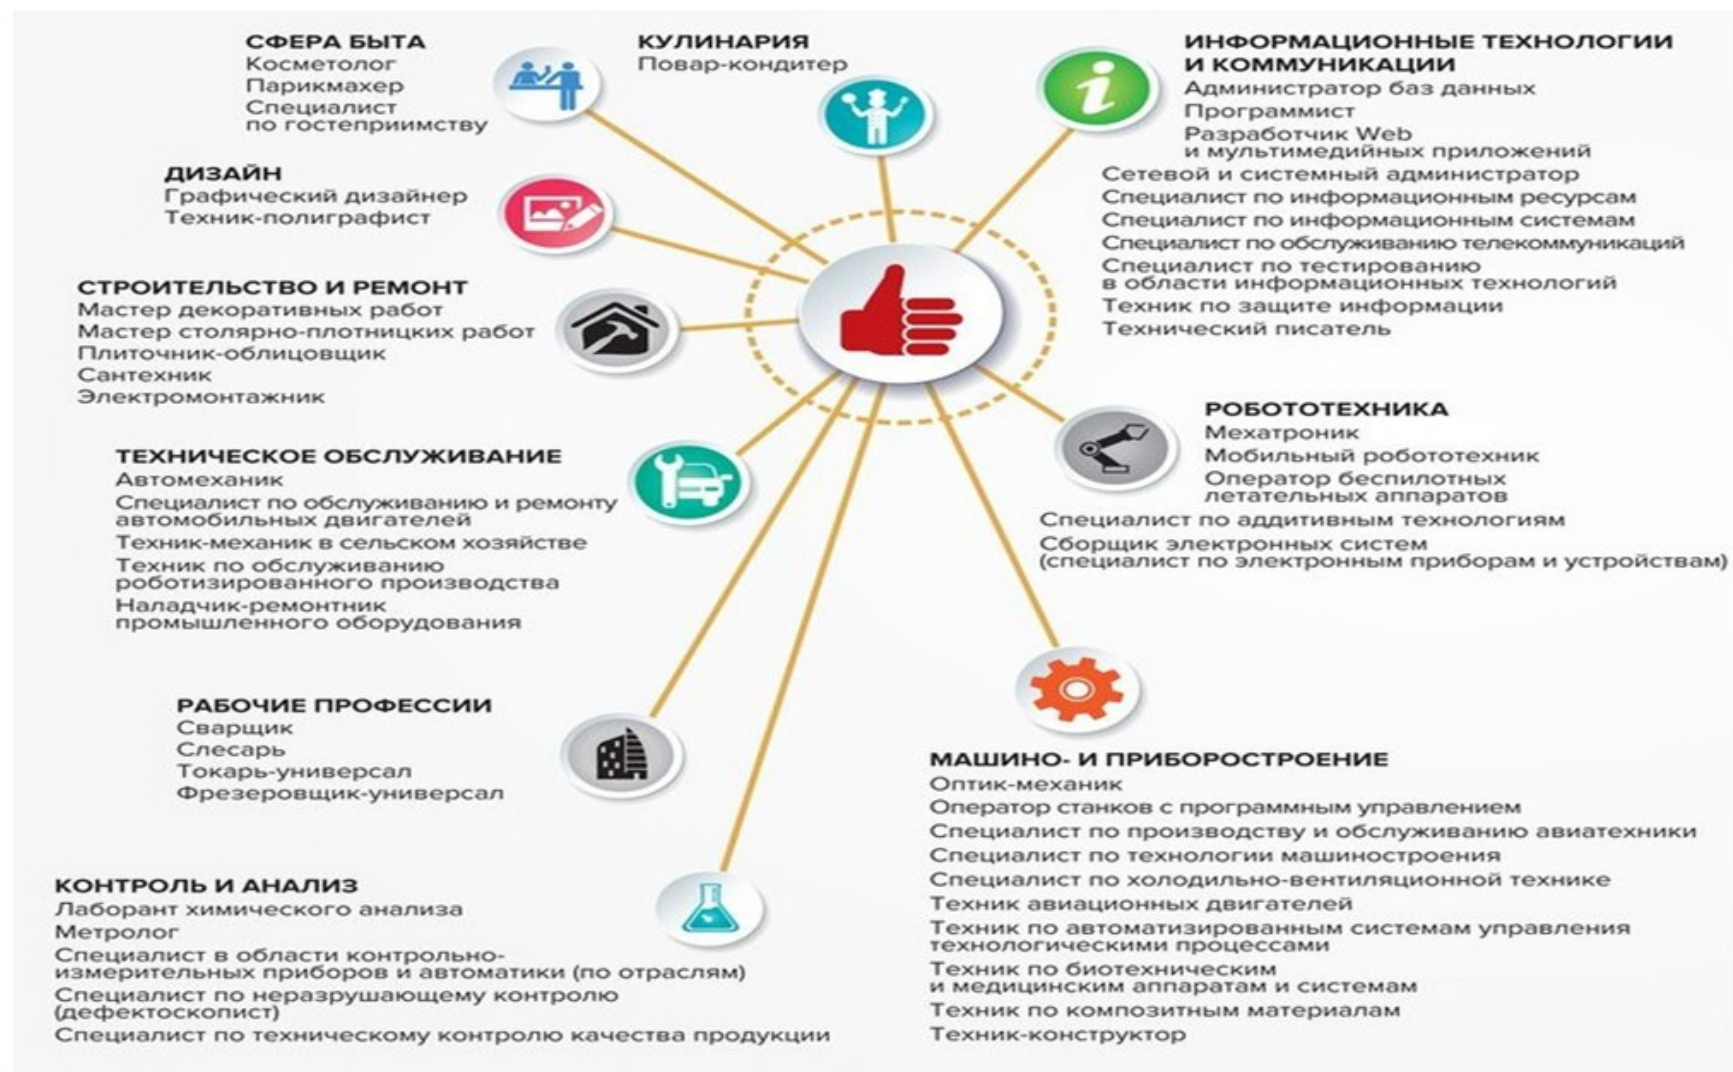 СФЕРА БЫТА
Косметолог
Парикмахер
Специалист
по гостеприимству
КУЛИНАРИЯ
Повар-кондитер
ИНФОРМАЦИОННЫЕ ТЕХНОЛОГИИ
И КОММУНИКАЦИИ
Администратор баз данных
Программист
Разработчик Web
и мультимедийных приложений
Сетевой и системный администратор
Специалист по информационным ресурсам
Специалист по информационным системам
Специалист по обслуживанию телекоммуникаций
Специалист по тестированию
в области информационных технологий
Техник по защите информации
Технический писатель
ДИЗАЙН
Графический дизайнер
Техник-полиграфист
СТРОИТЕЛЬСТВО И РЕМОНТ
Мастер декоративных работ
Мастер столярно-плотницких работ
Плиточник-облицовщик
Сантехник
Электромонтажник
РОБОТОТЕХНИКА
Мехатроник
Мобильный робототехник
Оператор беспилотных
летательных аппаратов
Специалист по аддитивным технологиям
Сборщик электронных систем
(специалист по электронным приборам и устройствам)
ТЕХНИЧЕСКОЕ ОБСЛУЖИВАНИЕ
Автомеханик
Специалист по обслуживанию и ремонту
автомобильных двигателей
Техник-механик в сельском хозяйстве
Техник по обслуживанию
роботизированного производства
Наладчик-ремонтник
промышленного оборудования
РАБОЧИЕ ПРОФЕССИИ
Сварщик
Слесарь
Токарь-универсал
Фрезеровщик-универсал
МАШИНО- И ПРИБОРОСТРОЕНИЕ
Оптик-механик
Оператор станков с программным управлением
Специалист по производству и обслуживанию авиатехники
Специалист по технологии машиностроения
Специалист по холодильно-вентиляционной технике
Техник авиационных двигателей
Техник по автоматизированным системам управления
технологическими процессами
Техник по биотехническим
и медицинским аппаратам и системам
Техник по композитным материалам
Техник-конструктор
КОНТРОЛЬ И АНАЛИЗ
Лаборант химического анализа
Метролог
Специалист в области контрольно-
измерительных приборов и автоматики (по отраслям)
Специалист по неразрушающему контролю
(дефектоскопист)
Специалист по техническому контролю качества продукции